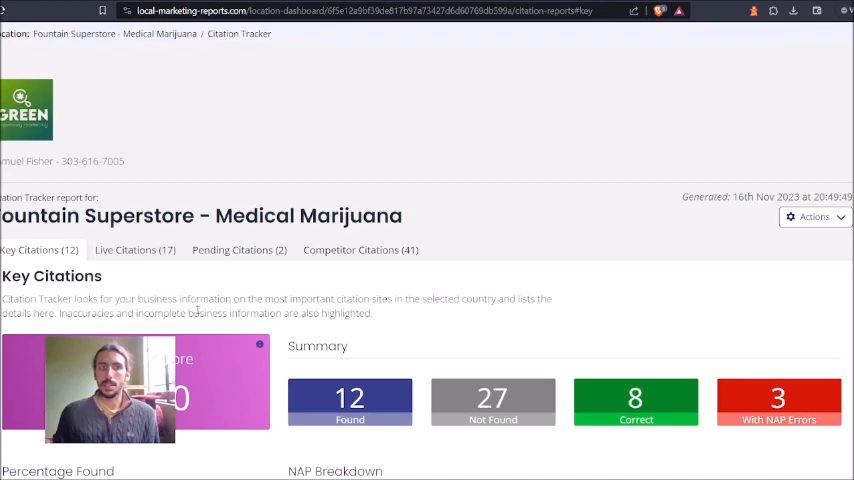 local-marketing-reports.com/location-dashboard/6f5e12a9bf39de817b97a73427d6d60769db599a/citation-reports#key
cation: Fountain Superstore - Medical Marijuana / Citation Tracker
GREEN
muel Fisher - 303-616-7005
tation Tracker report for:
Generated: 16th Nov 2023 at 20:49:49
ountain Superstore - Medical Marijuana
Actions
Key Citations (12) Live Citations (17) Pending Citations (2) Competitor Citations (41)
Key Citations
Citation Tracker looks for your business information on the most important citation sites in the selected country and lists the
details here. Inaccuracies and incomplete business information are also highlighted.
Summary
ore
0
12 27 8 3
Found Not Found Correct With NAP Errors
Percentage Found NAP Breakdown